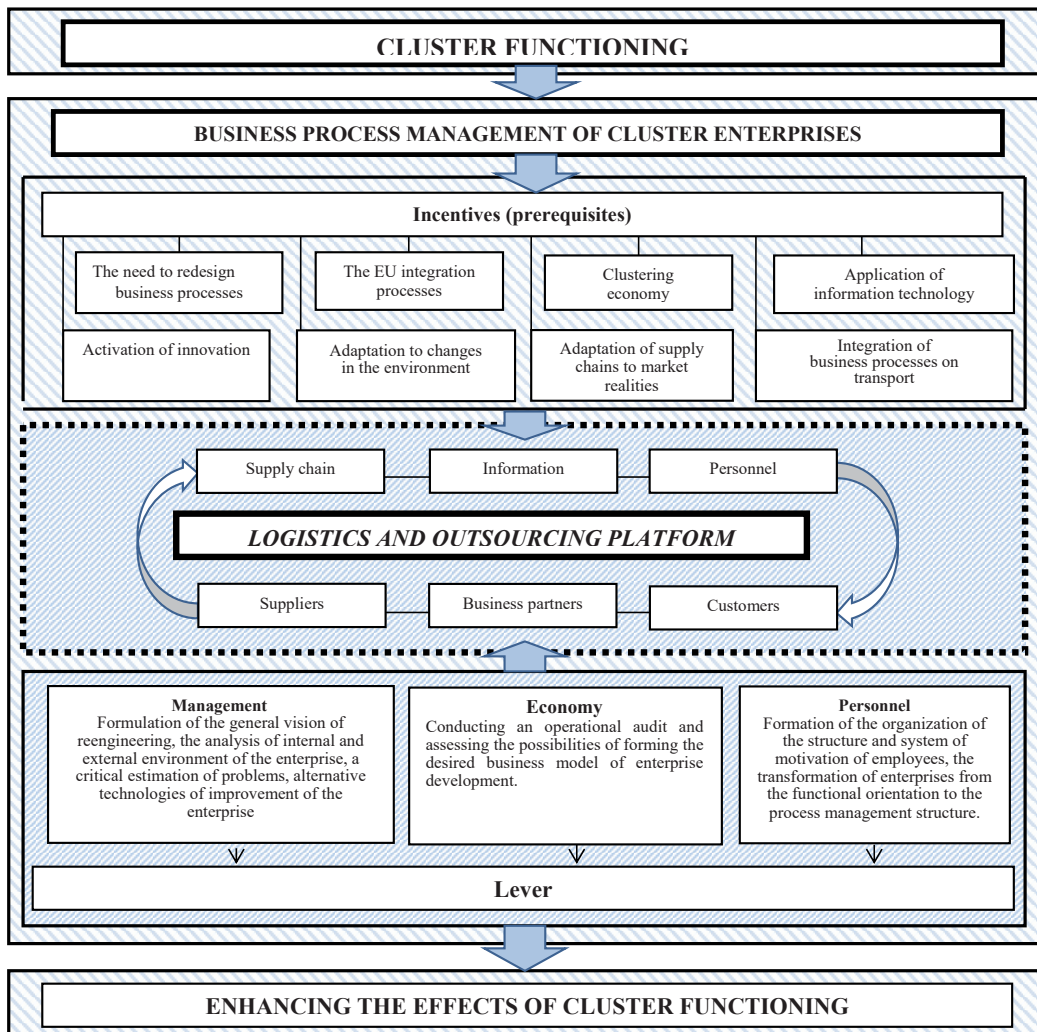 CLUSTER FUNCTIONING
BUSINESS PROCESS MANAGEMENT OF CLUSTER ENTERPRISES
Incentives (prerequisites)
The need to redesign
business processes
The EU integration
processes
Clustering
economy
Application of
information technology
Activation of innovation
Adaptation to changes
in the environment
Adaptation of supply
chains to market
realities
Integration of
business processes on
transport
Supply chain
Information
Personnel
LOGISTICS AND OUTSOURCING PLATFORM
Suppliers
Business partners
Customers
Management
Formulation of the general vision of
reengineering, the analysis of internal and
external environment of the enterprise, a
critical estimation of problems, alternative
technologies of improvement of the
enterprise
Economy
Conducting an operational audit and
assessing the possibilities of forming the
desired business model of enterprise
development.
Personnel
Formation of the organization of
the structure and system of
motivation of employees, the
transformation of enterprises from
the functional orientation to the
process management structure.
Lever
ENHANCING THE EFFECTS OF CLUSTER FUNCTIONING